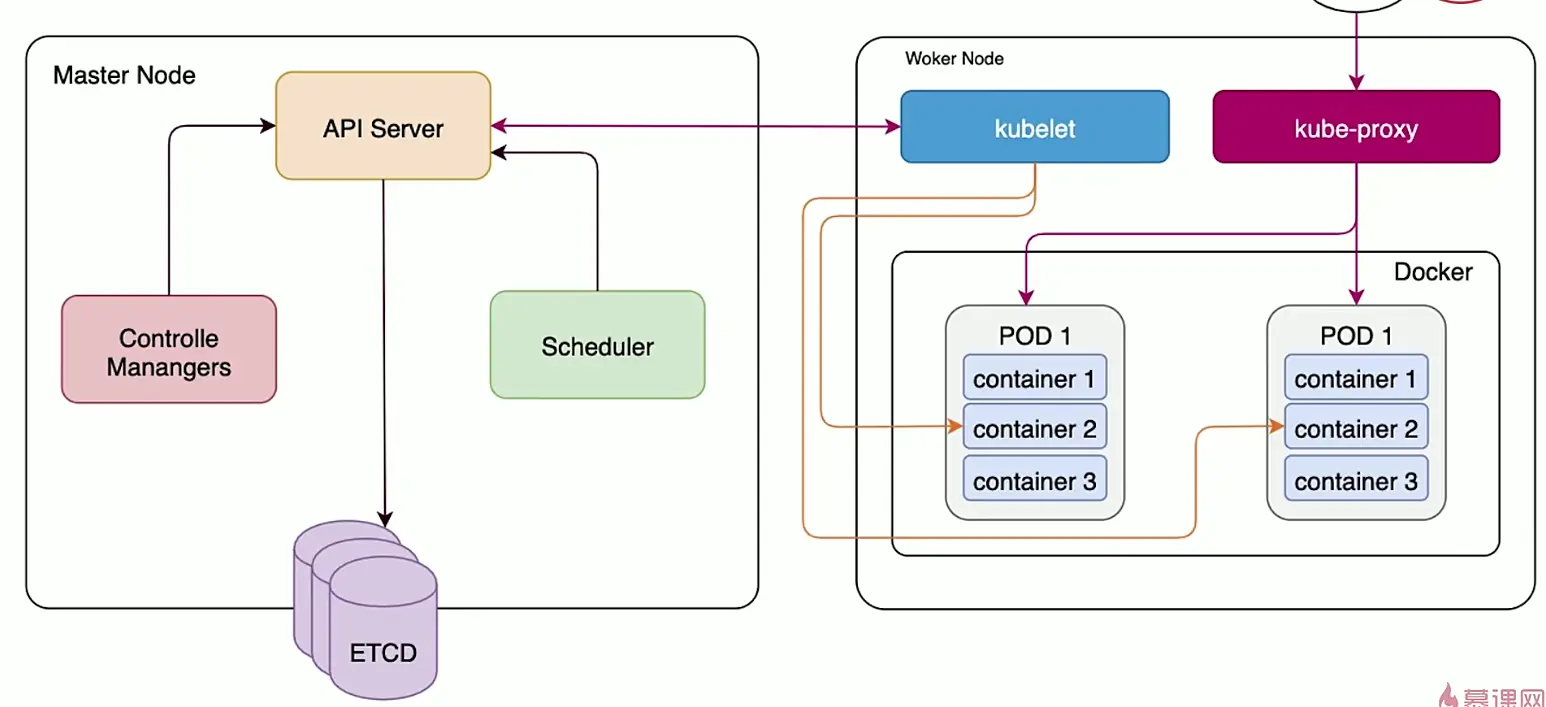 Master Node
API Server
Controlle
Manangers
Scheduler
ETCD
Woker Node
kubelet
kube-proxy
Docker
POD 1
container 1
container 2
container 3
POD 1
container 1
container 2
container 3
慕课网